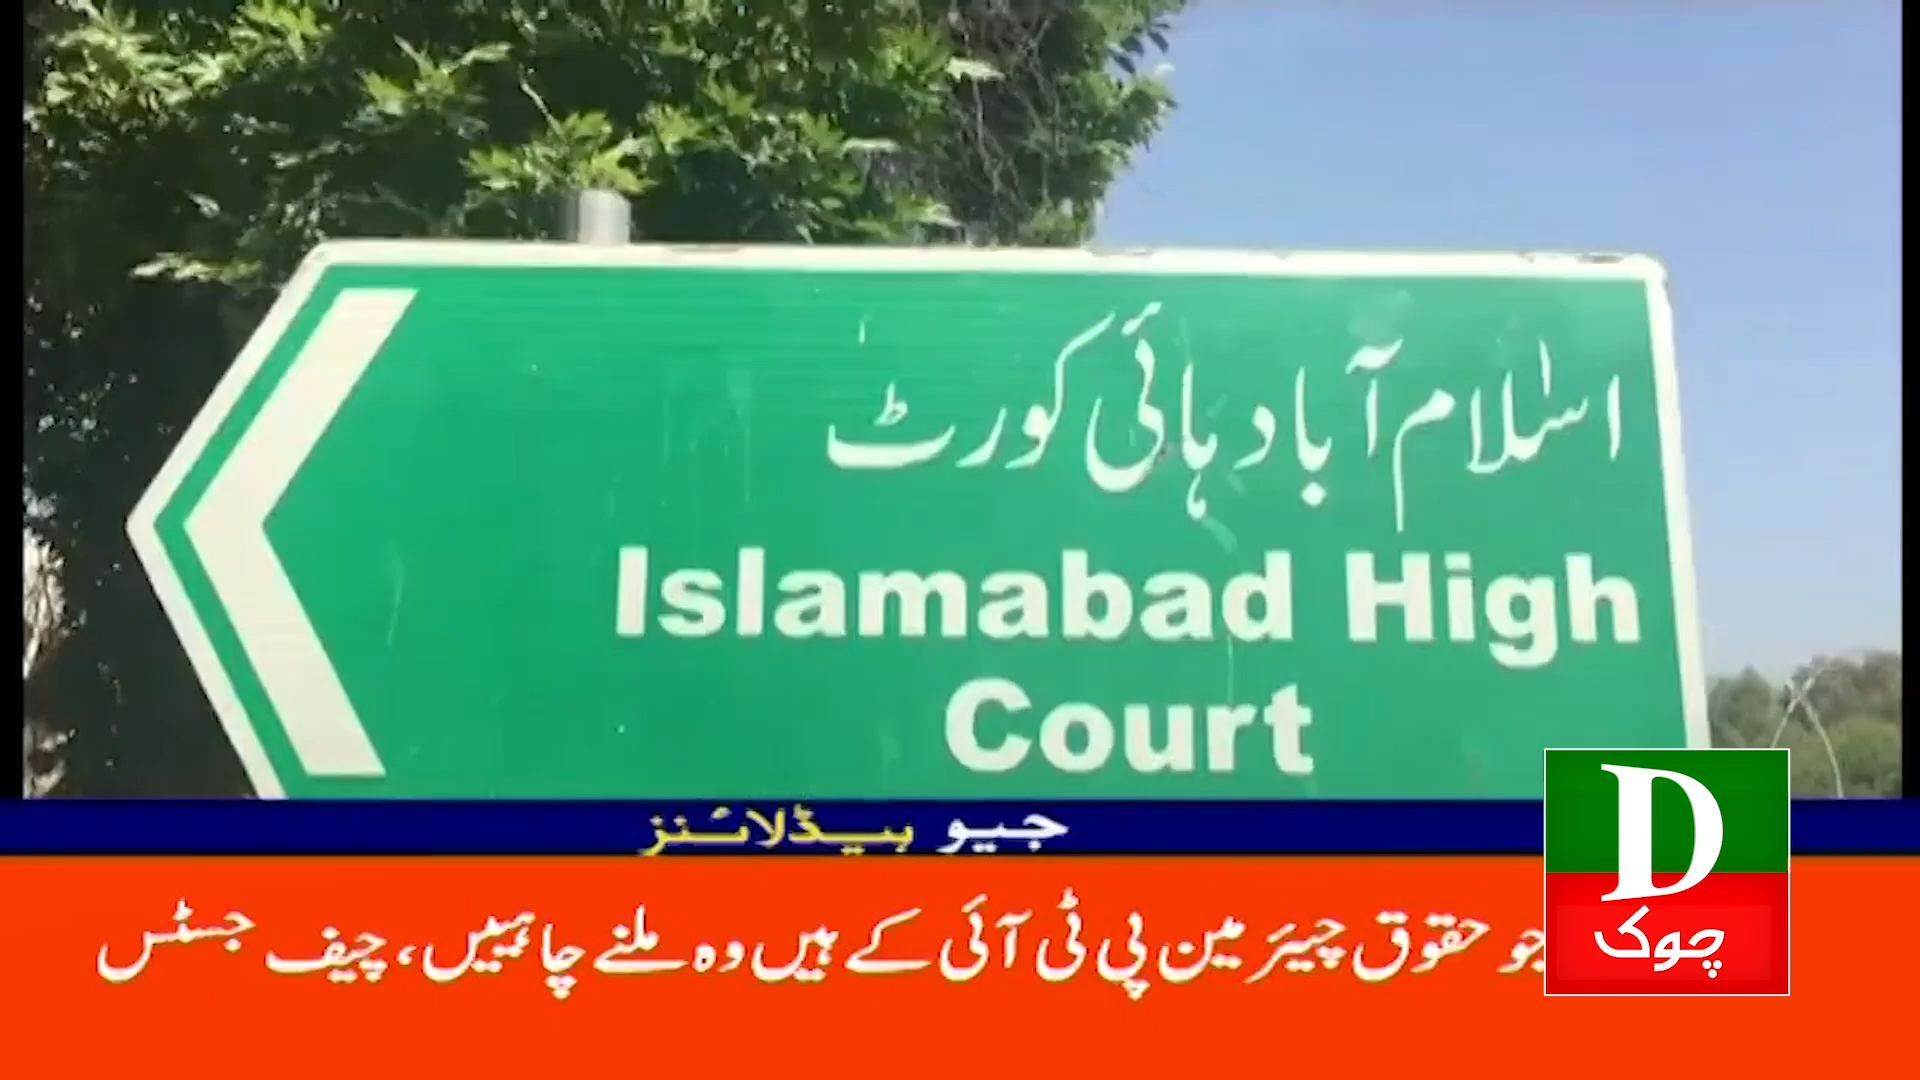 اسلام آباد ہائی کورٹ
Islamabad High
Court
جیو ہیڈلائنز
جو حقوق چیئرمین پی ٹی آئی کے ہیں وہ ملنے چاہئیں، چیف جسٹس
D
چوک